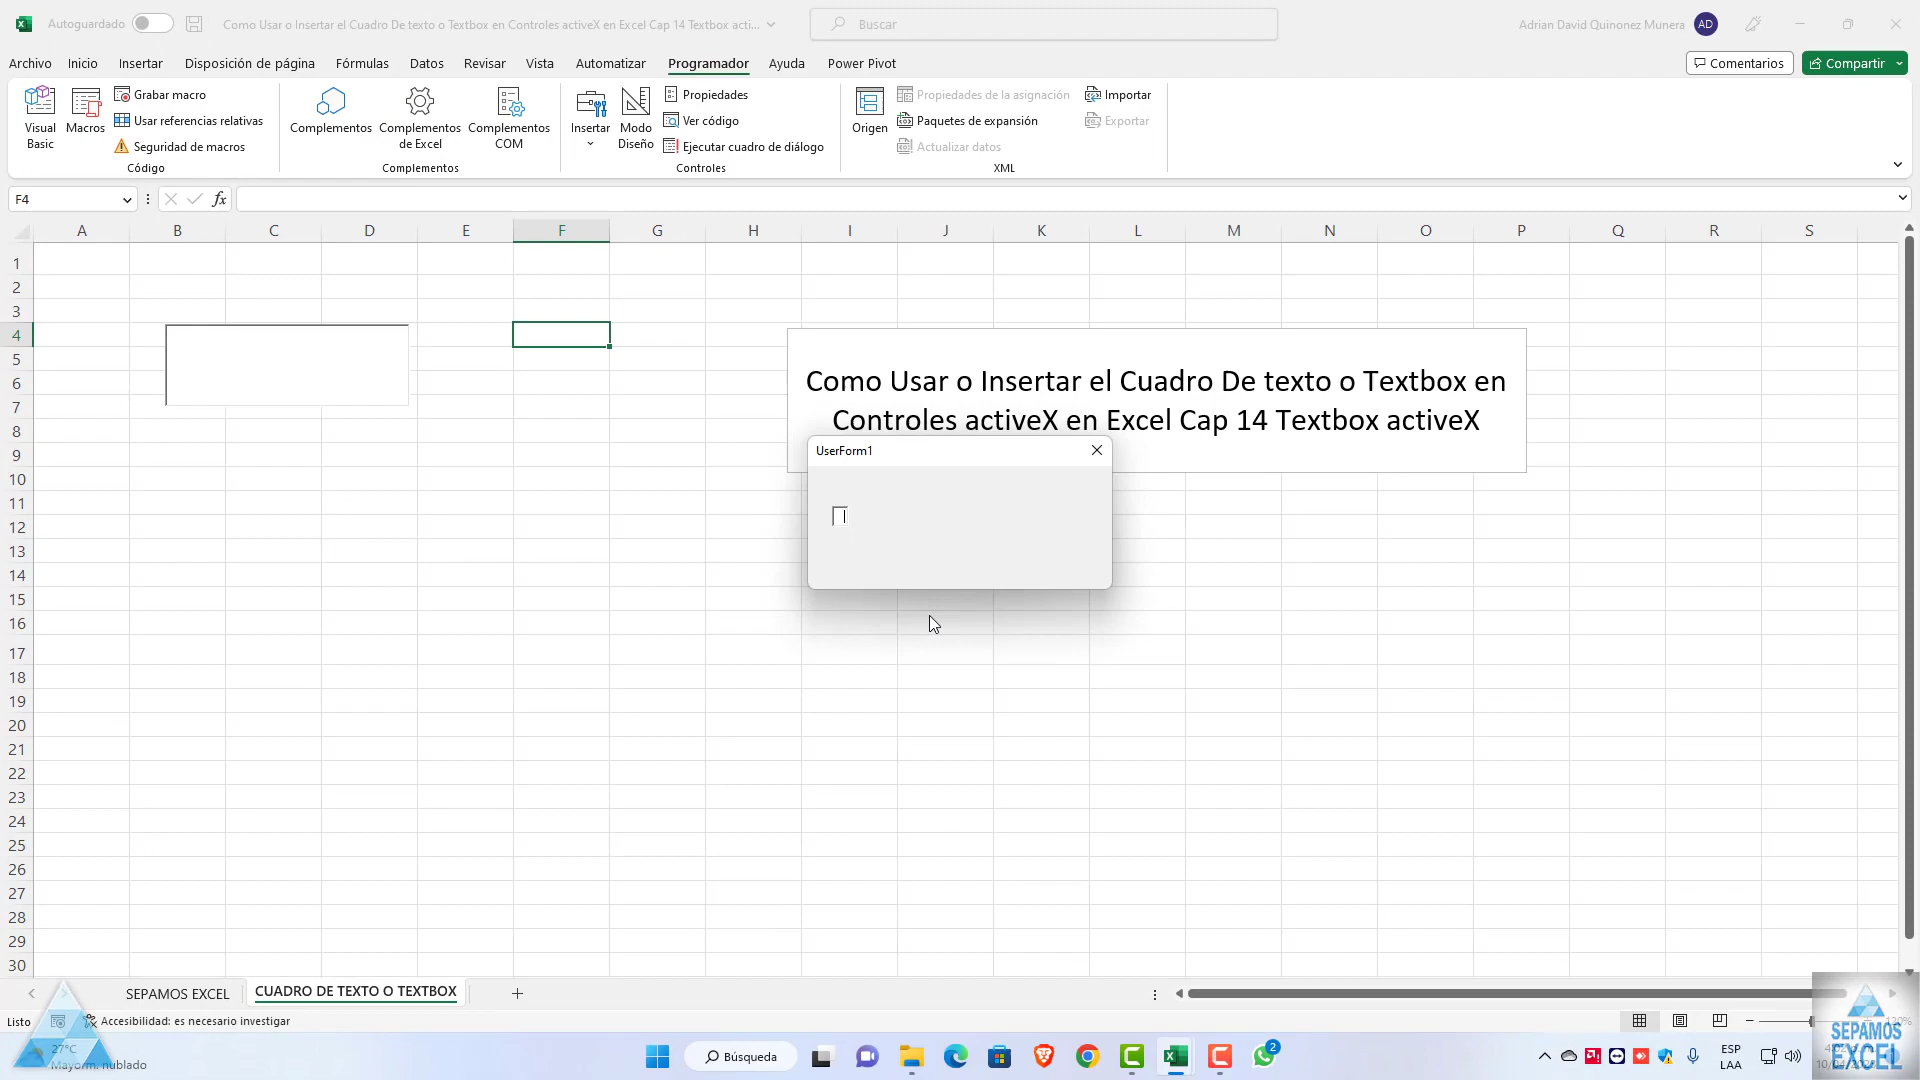 Autoguardado
Como Usar o Insertar el Cuadro De texto o Textbox en Controles activeX en Excel Cap 14 Textbox acti...
Buscar
Adrian David Quinonez Munera
AD
Archivo
Inicio
Insertar
Disposición de página
Fórmulas
Datos
Revisar
Vista
Automatizar
Programador
Ayuda
Power Pivot
Comentarios
Compartir
Visual
Basic
Macros
Grabar macro
Usar referencias relativas
Seguridad de macros
Código
Complementos
Complementos
de Excel
Complementos
COM
Complementos
Insertar
Modo
Diseño
Propiedades
Ver código
Ejecutar cuadro de diálogo
Controles
Origen
Propiedades de la asignación
Paquetes de expansión
Actualizar datos
Importar
Exportar
XML
F4
fx
A B C D E F G H I J K L M N O P Q R S
1
2
3
4
5
6
7
8
9
10
11
12
13
14
15
16
17
18
19
20
21
22
23
24
25
26
27
28
29
30
Como Usar o Insertar el Cuadro De texto o Textbox en
Controles activeX en Excel Cap 14 Textbox activeX
UserForm1
SEPAMOS EXCEL
CUADRO DE TEXTO O TEXTBOX
Listo
Accesibilidad: es necesario investigar
27°C
Mayorm. nublado
Búsqueda
2
ESP
LAA
SEPAMOS
EXCEL